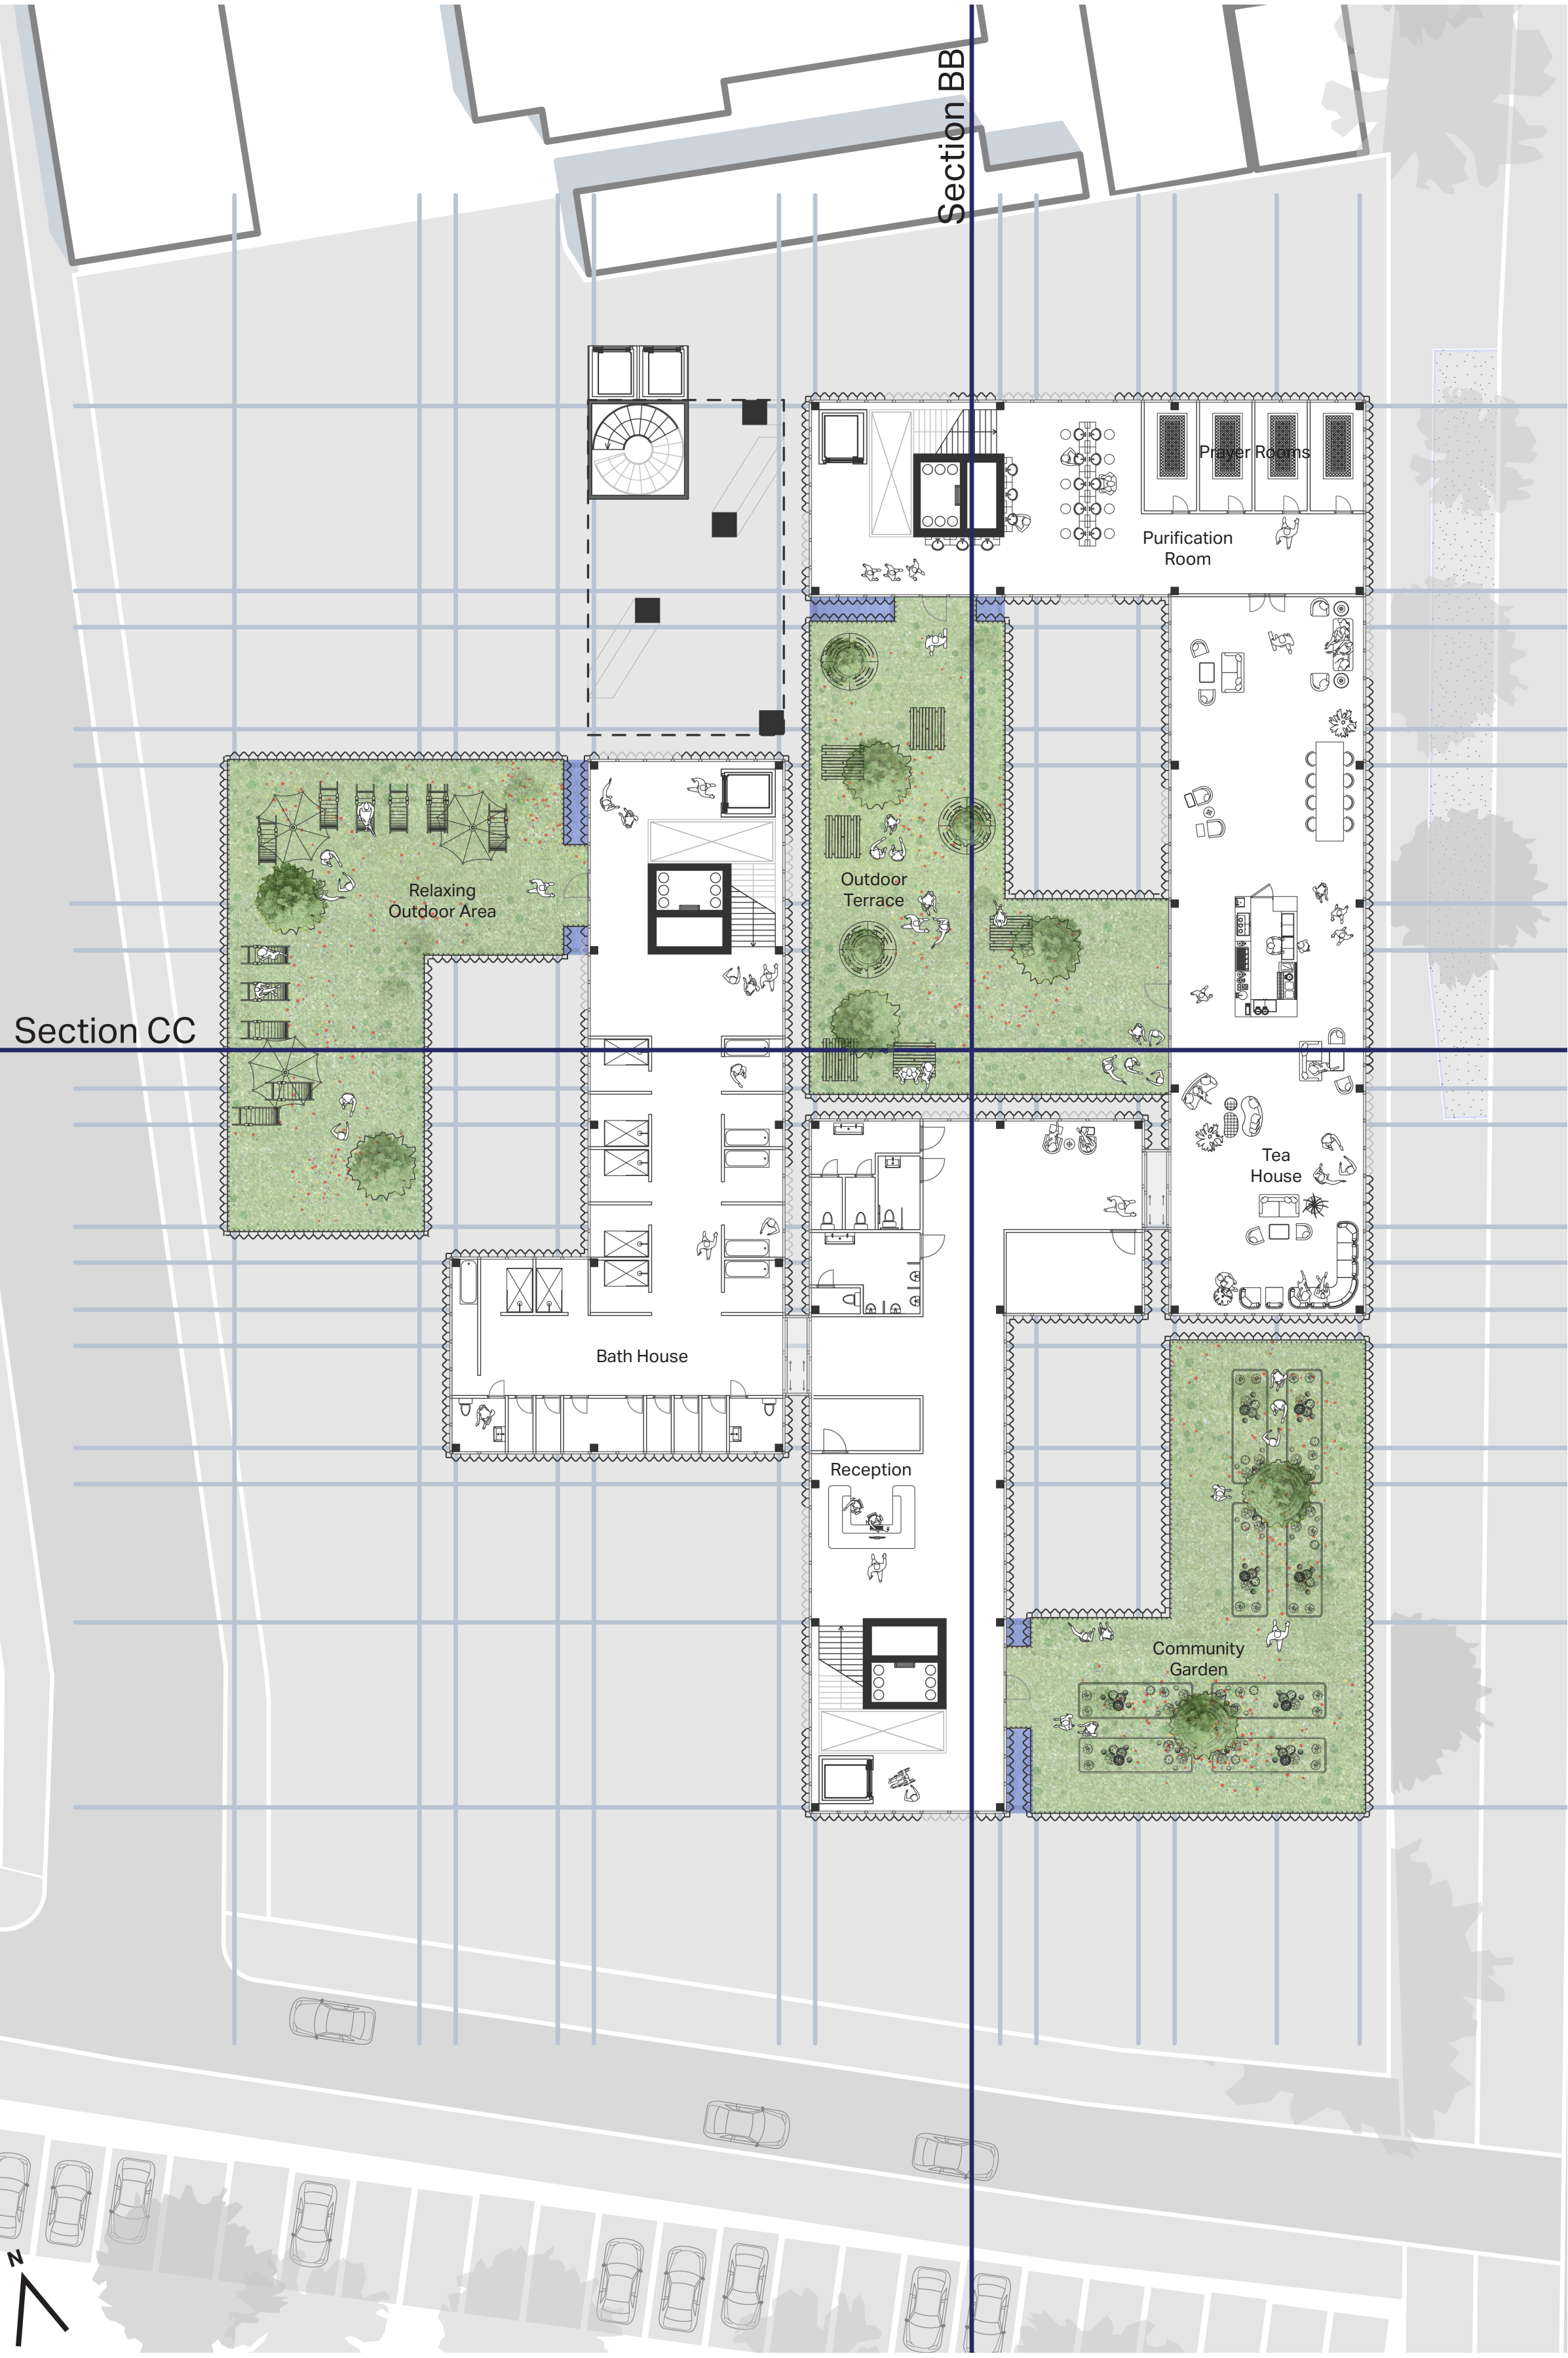 Section BB
Prayer Rooms
Purification
Room
Relaxing
Outdoor Area
Outdoor
Terrace
Section CC
Tea
House
Bath House
Reception
Community
Garden
N